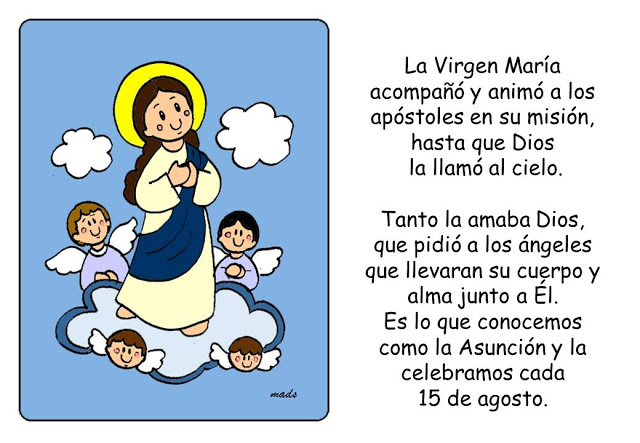 La Virgen María
acompañó y animó a los
apóstoles en su misión,
hasta que Dios
la llamó al cielo.
Tanto la amaba Dios,
que pidió a los ángeles
que llevaran su cuerpo y
alma junto a Él.
Es lo que conocemos
como la Asunción y la
celebramos cada
15 de agosto.
mads